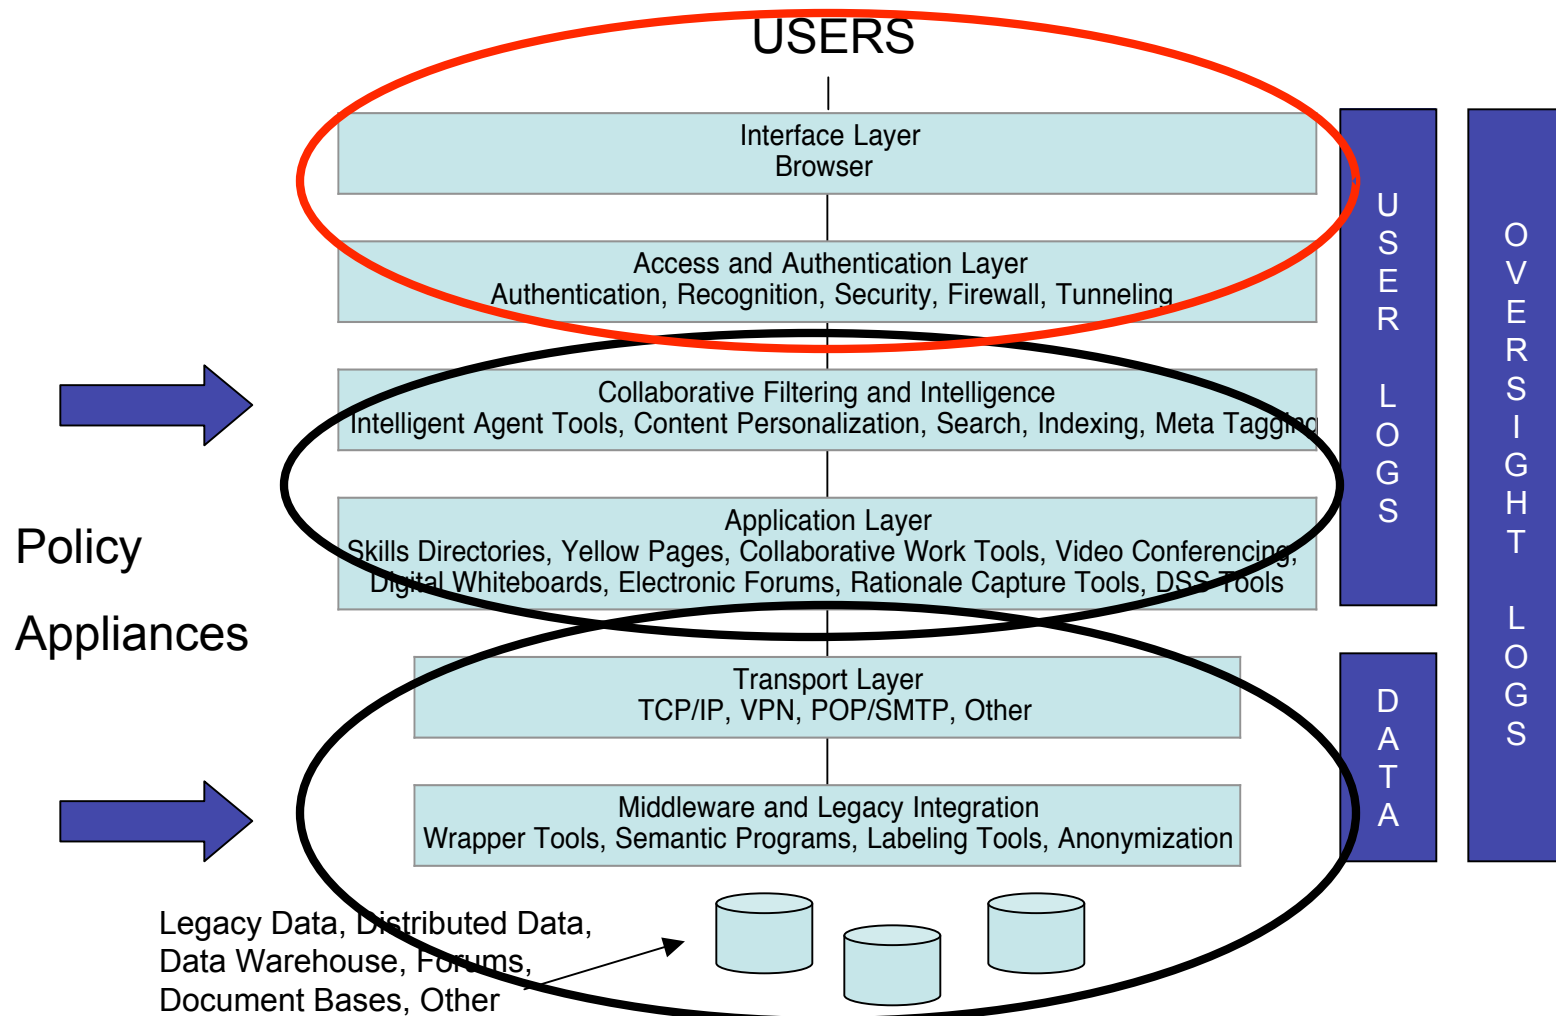 USERS
Interface Layer
Browser
Access and Authentication Layer
Authentication, Recognition, Security, Firewall, Tunneling
Collaborative Filtering and Intelligence
Intelligent Agent Tools, Content Personalization, Search, Indexing, Meta Tagging
Application Layer
Skills Directories, Yellow Pages, Collaborative Work Tools, Video Conferencing,
Digital Whiteboards, Electronic Forums, Rationale Capture Tools, DSS Tools
Policy
Appliances
Transport Layer
TCP/IP, VPN, POP/SMTP, Other
Middleware and Legacy Integration
Wrapper Tools, Semantic Programs, Labeling Tools, Anonymization
Legacy Data, Distributed Data,
Data Warehouse, Forums,
Document Bases, Other
USER LOGS
DATA
OVERSIGHT LOGS